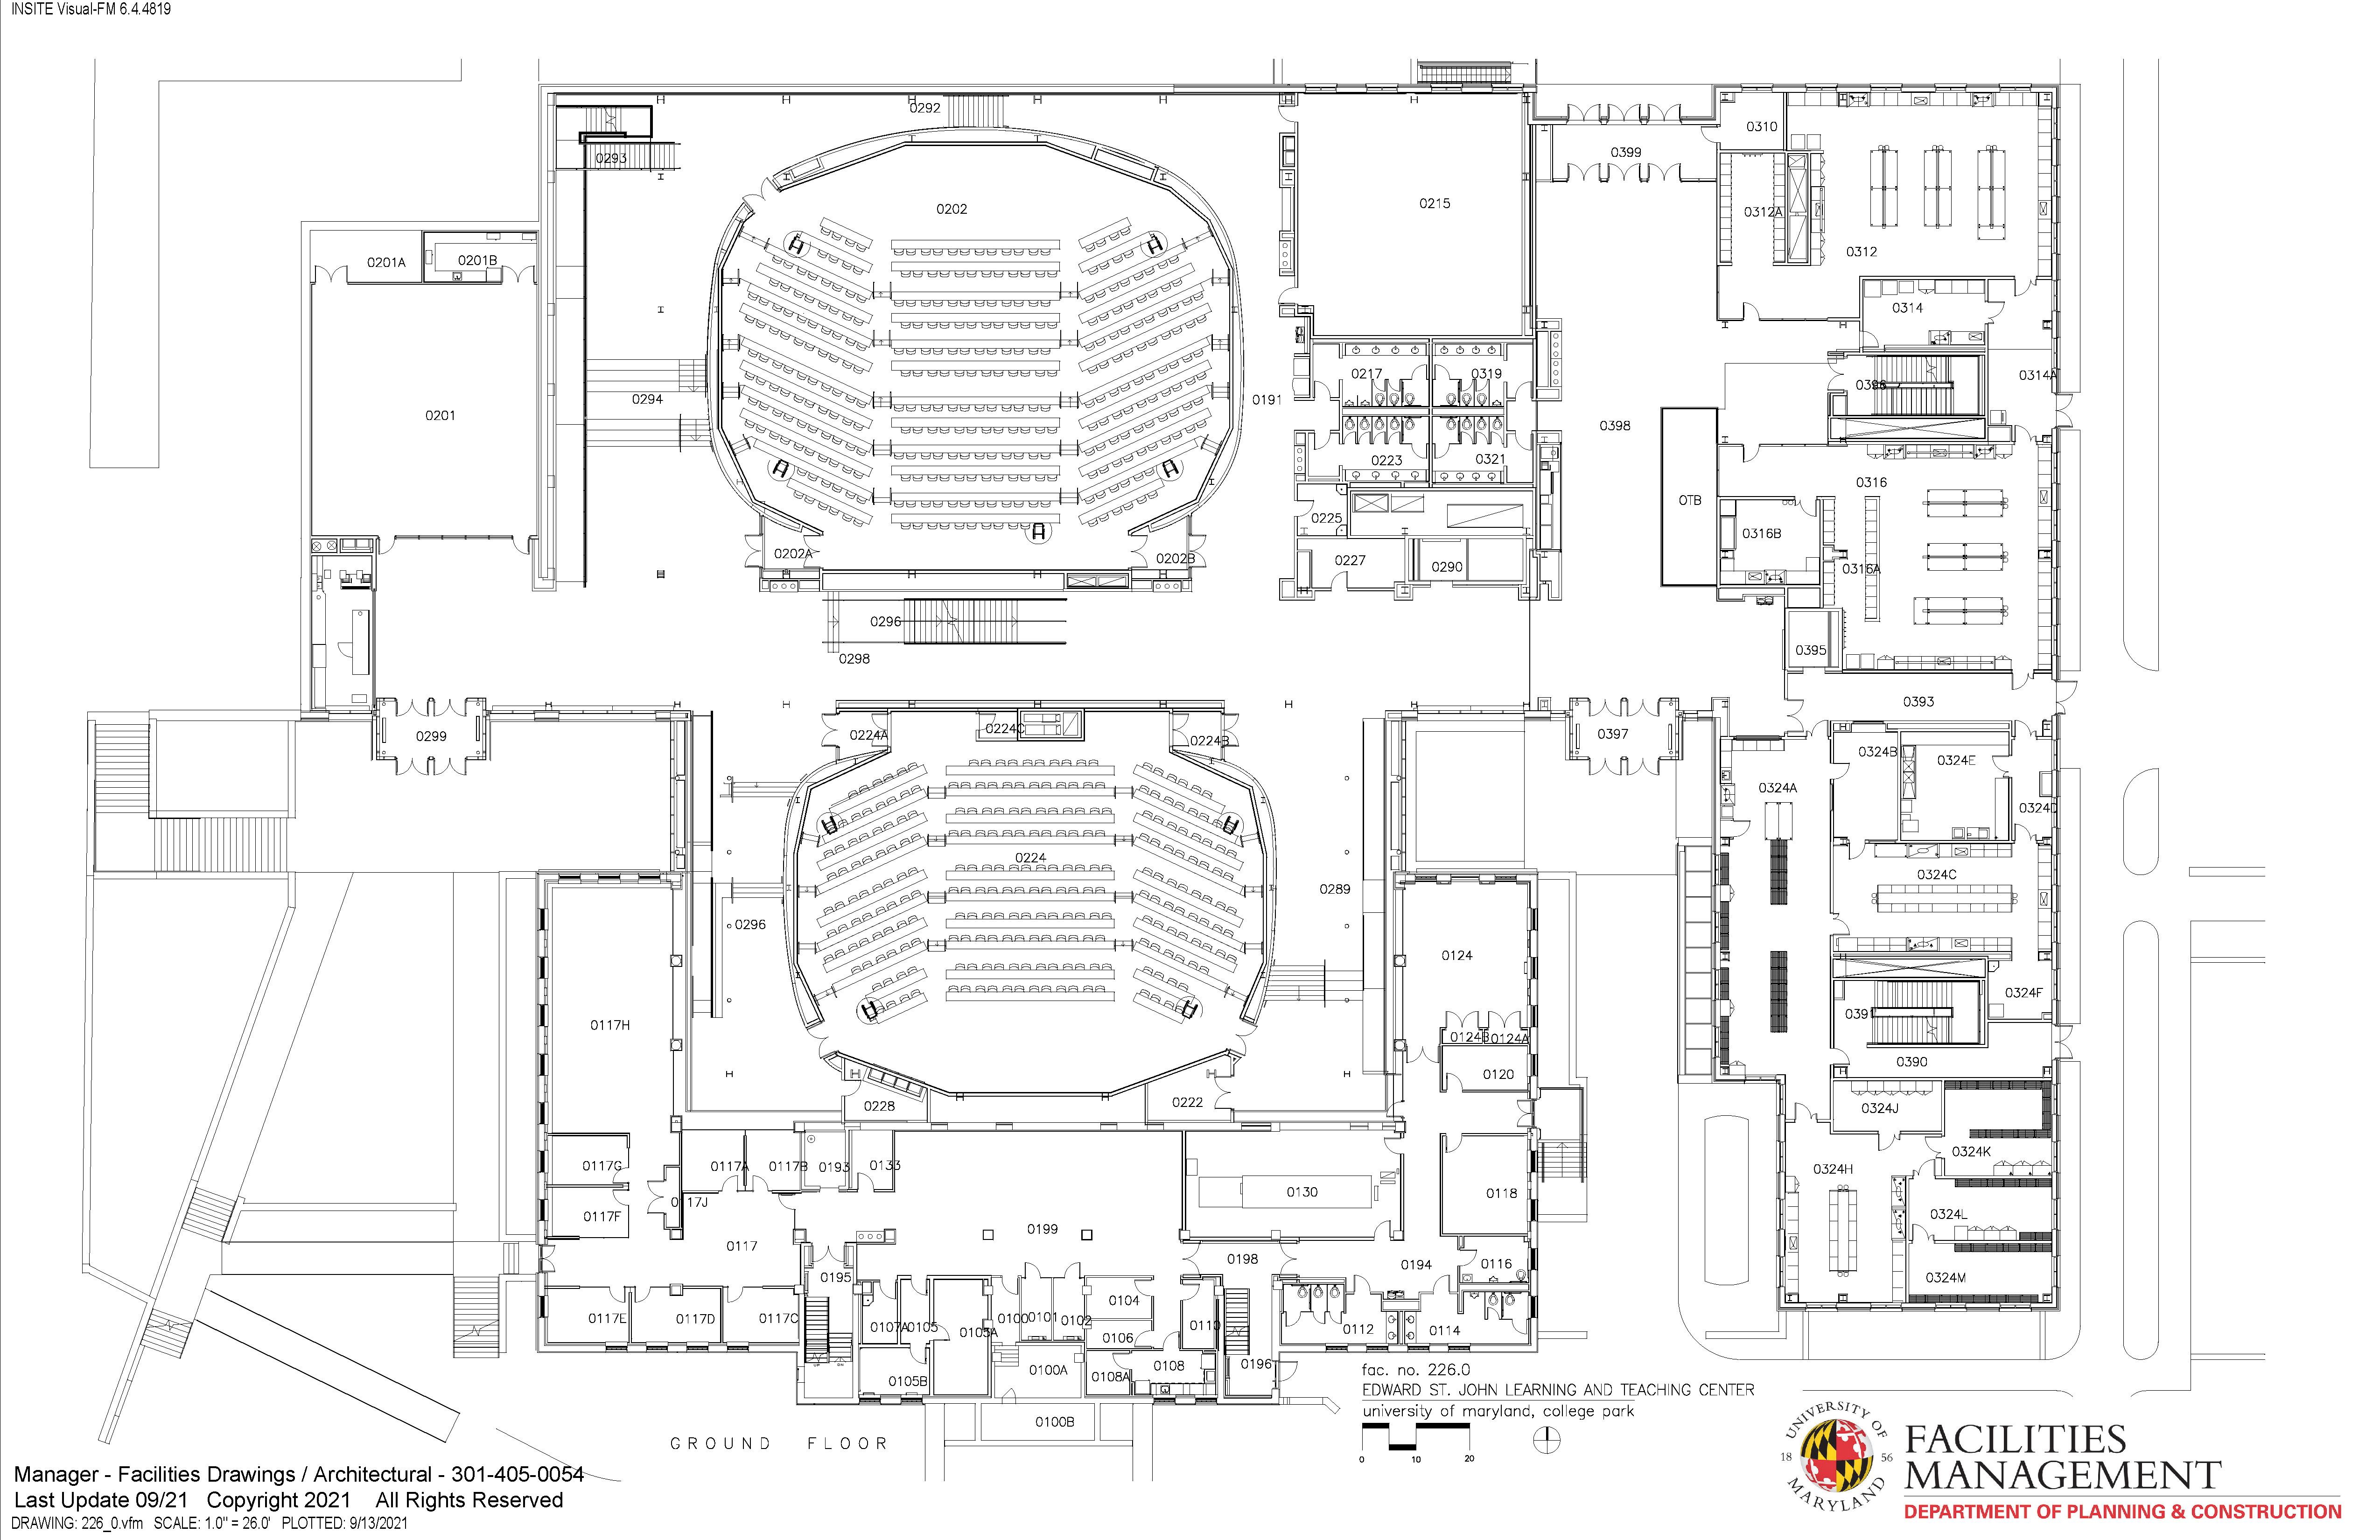 INSITE Visual-FM 6.4.4819
0292
0293
0310
0399
0202
0215
0312A
0312
0201A
0201B
0314
0217
0319
0314A
0396
0294
0191
0201
0398
0223
0321
0316
OTB
0225
0316B
0202A
0202B
0227
0290
0316A
0296
0298
0395
0393
0299
0224A
0224C
0224B
0397
0324B
0324E
0324A
0324D
0224
0324C
0289
0296
0124
0324F
0391
0117H
0124B
0124A
0390
0120
0228
0222
0324J
0324K
0117G
0117A
0117B
0193
0133
0324H
0130
0118
0117J
0117F
0324L
0199
0117
0198
0194
0116
0195
0324M
0104
0117E
0117D
0117C
0107A
0105
0100
0101
0102
0110
0112
0114
0103A
0106
0196
0108
0100A
0108A
0105B
fac. no. 226.0
EDWARD ST. JOHN LEARNING AND TEACHING CENTER
university of maryland, college park
0100B
GROUND FLOOR
0 10 20
UNIVERSITY OF
18 56
MARYLAND
FACILITIES
MANAGEMENT
DEPARTMENT OF PLANNING & CONSTRUCTION
Manager - Facilities Drawings / Architectural - 301-405-0054
Last Update 09/21 Copyright 2021 All Rights Reserved
DRAWING: 226_0.vfm SCALE: 1.0" = 26.0' PLOTTED: 9/13/2021